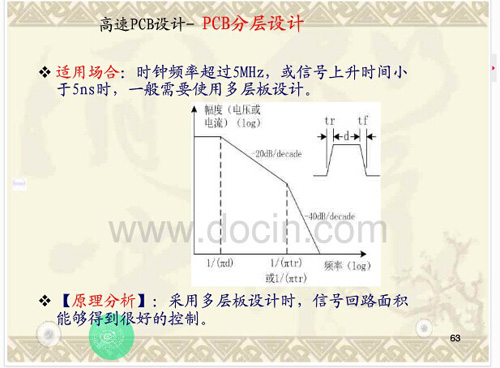 高速PCB设计- PCB分层设计
❖ 适用场合：时钟频率超过5MHz，或信号上升时间小
于5ns时，一般需要使用多层板设计。
幅度（电压或
电流）(log)
tr
tf
d
-20dB/decade
-40dB/decade
www.docin.com
1/(πd)
1/(πtr)
或1/(πtr)
频率（log）
❖【原理分析】：采用多层板设计时，信号回路面积
能够得到很好的控制。
63